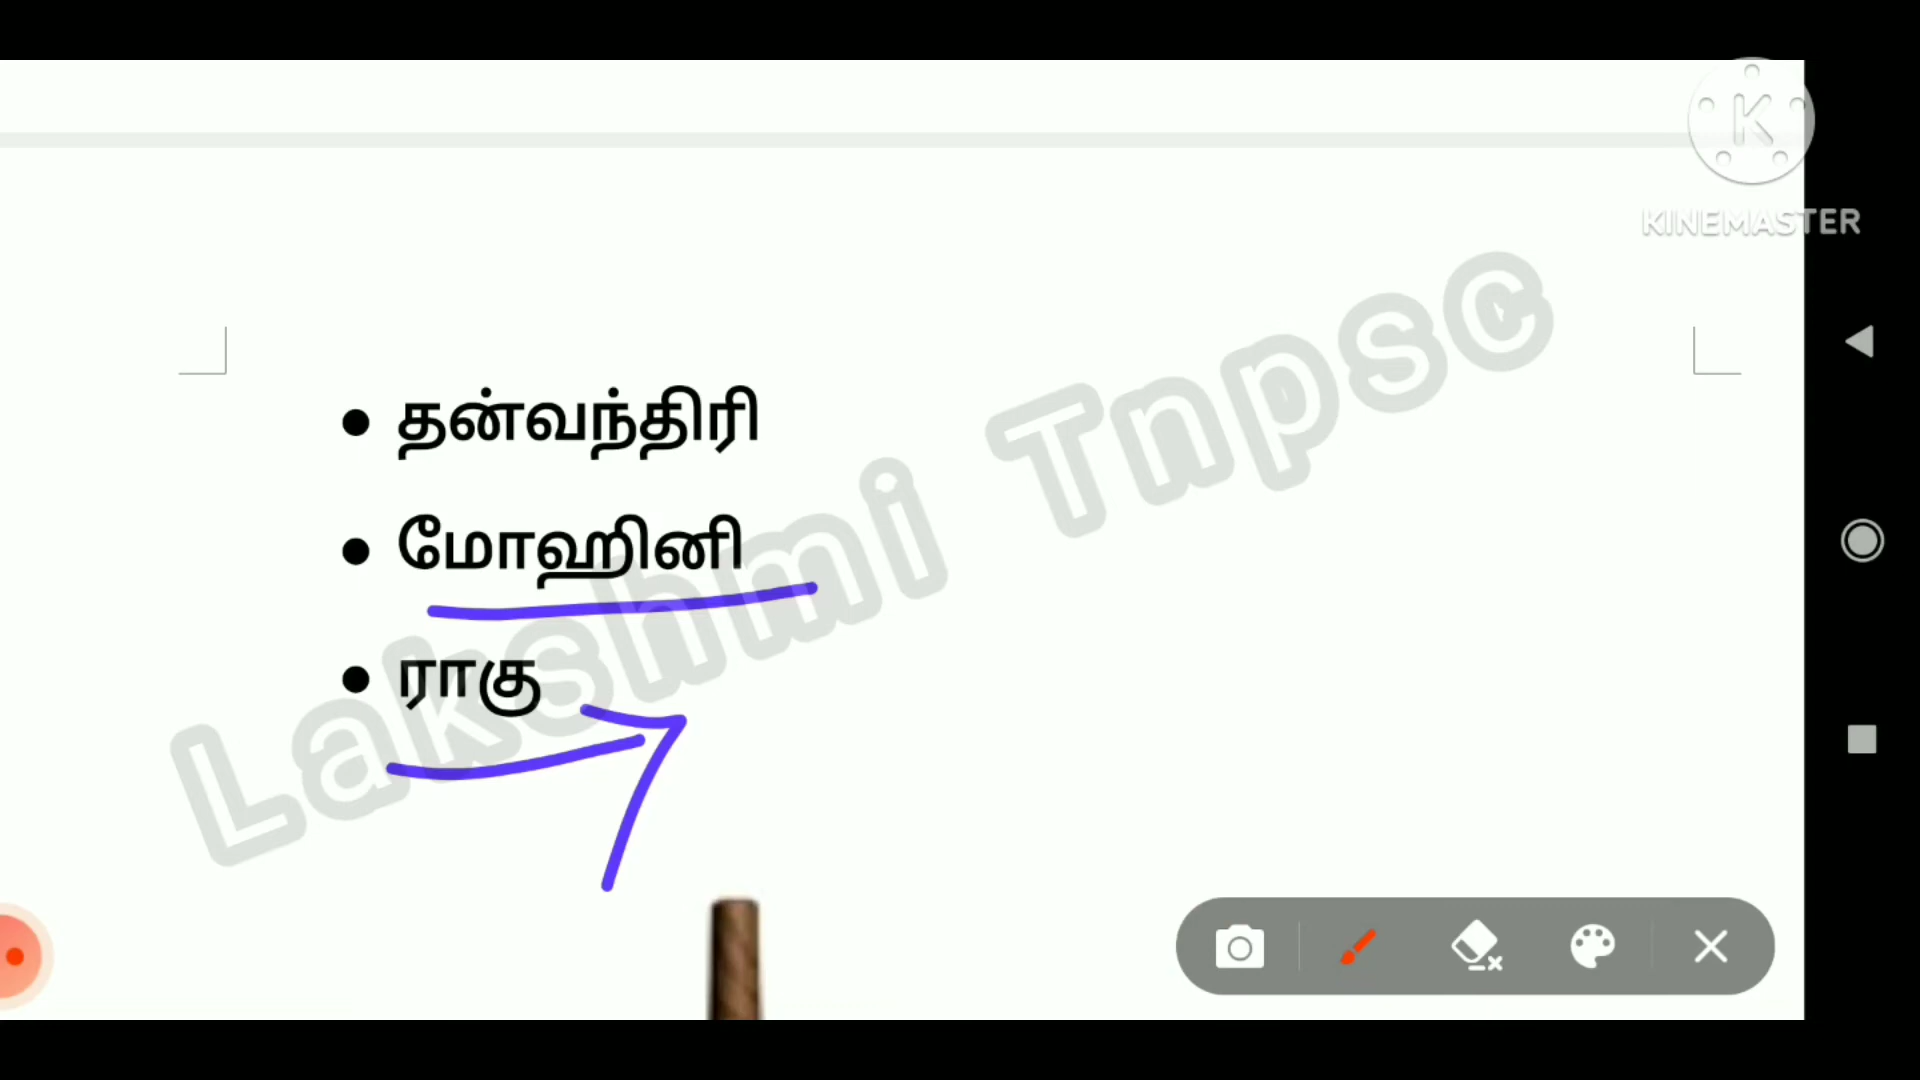 KINEMASTER
Lakshmi Tnpsc
• தன்வந்திரி
• மோஹினி
• ராகு